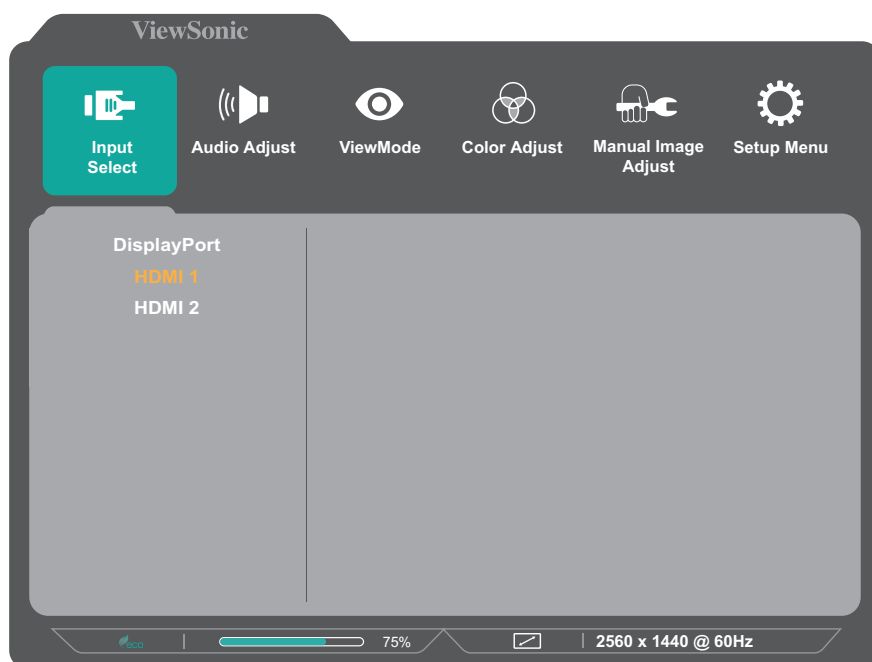 ViewSonic
Input
Select
Audio Adjust
ViewMode
Color Adjust
Manual Image
Adjust
Setup Menu
DisplayPort
HDMI 1
HDMI 2
eco
75%
2560 x 1440 @ 60Hz